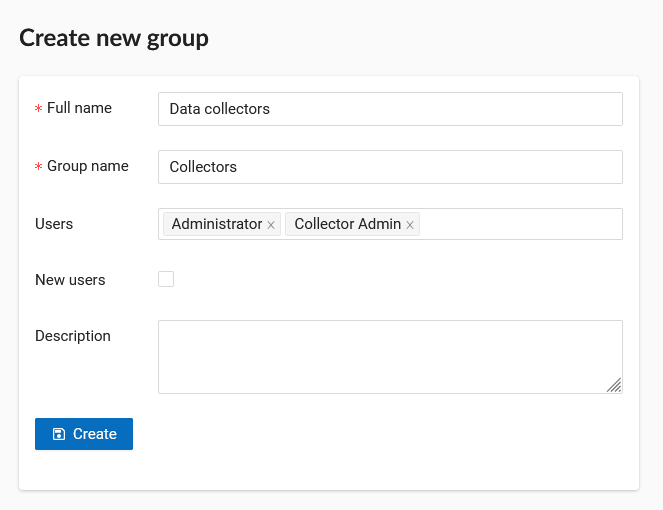 Create new group
* Full name Data collectors
* Group name Collectors
Users Administrator × Collector Admin ×
New users
Description
Create